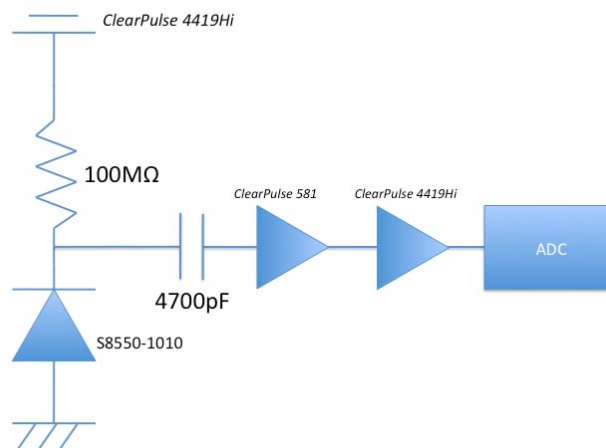 ClearPulse 4419Hi
100MΩ
ClearPulse 581
ClearPulse 4419Hi
ADC
4700pF
S8550-1010